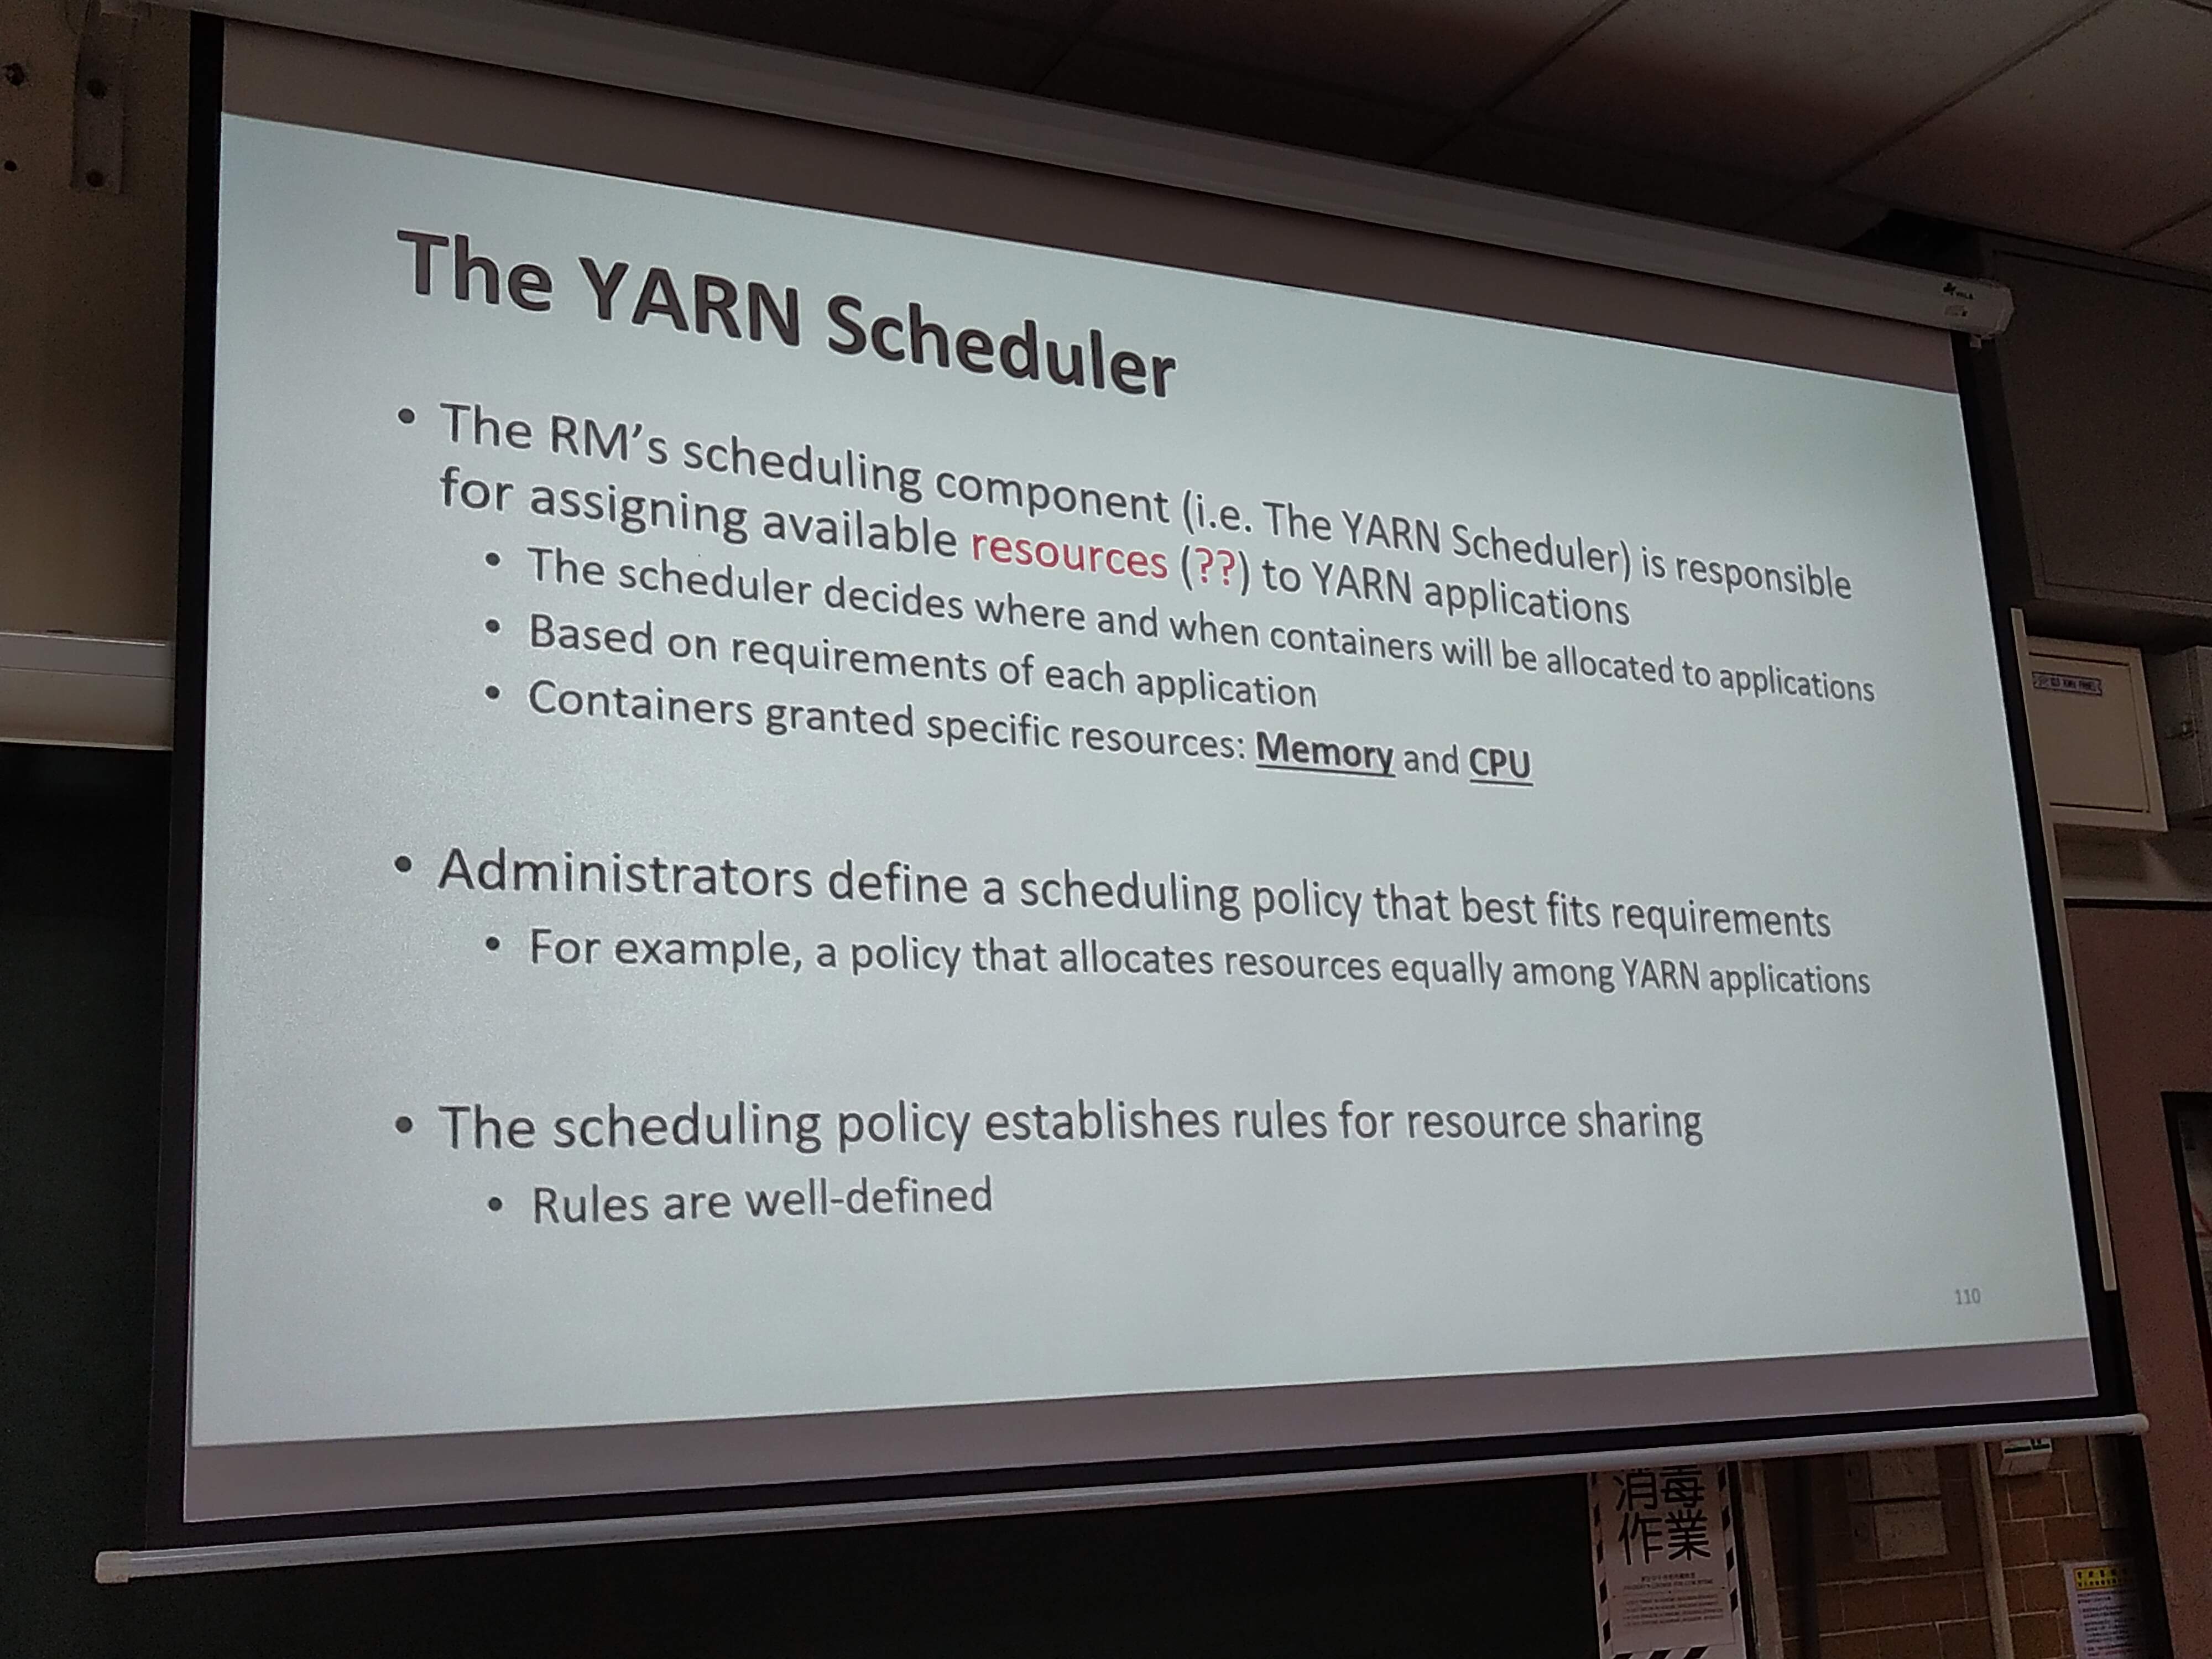 The YARN Scheduler
• The RM’s scheduling component (i.e. The YARN Scheduler) is responsible
for assigning available resources (??) to YARN applications
• The scheduler decides where and when containers will be allocated to applications
• Based on requirements of each application
• Containers granted specific resources: Memory and CPU
• Administrators define a scheduling policy that best fits requirements
• For example, a policy that allocates resources equally among YARN applications
• The scheduling policy establishes rules for resource sharing
• Rules are well-defined
110
消毒
作業